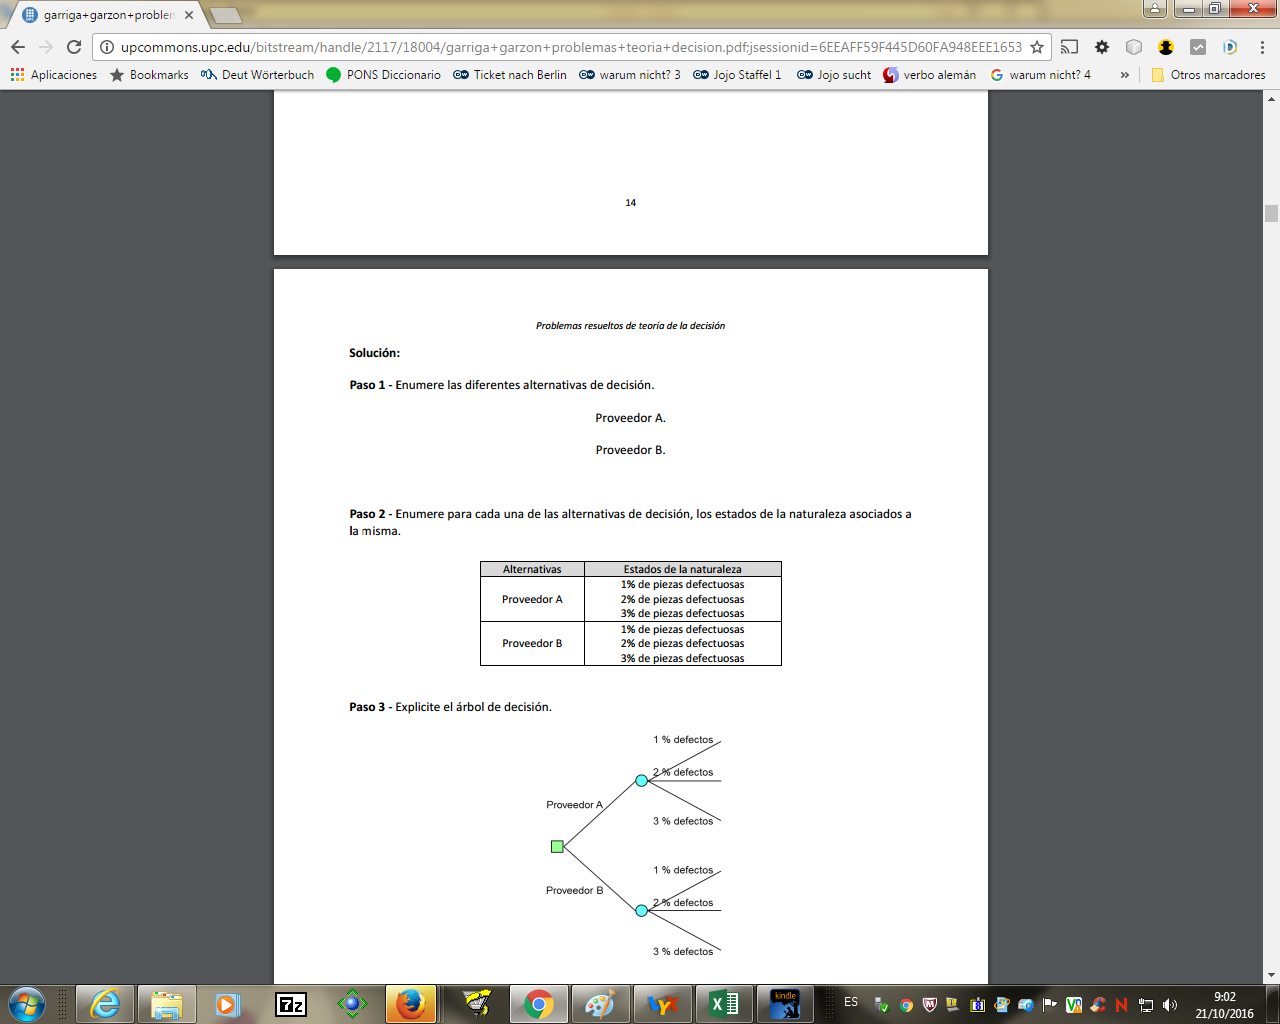 garriga+garzon+problen
upcommons.upc.edu/bitstream/handle/2117/18004/garriga+garzon+problemas+teoria+decision.pdf;jsessionid=6EEAFF59F445D60FA948EEE1653
Aplicaciones Bookmarks Deut Wörterbuch PONS Diccionario Ticket nach Berlin warum nicht? 3 Jojo Staffel 1 Jojo sucht verbo alemán warum nicht? 4 » Otros marcadores
14
Problemas resueltos de teoría de la decisión
Solución:
Paso 1 - Enumere las diferentes alternativas de decisión.
Proveedor A.
Proveedor B.
Paso 2 - Enumere para cada una de las alternativas de decisión, los estados de la naturaleza asociados a
la misma.
Alternativas Estados de la naturaleza
1% de piezas defectuosas
Proveedor A 2% de piezas defectuosas
3% de piezas defectuosas
1% de piezas defectuosas
Proveedor B 2% de piezas defectuosas
3% de piezas defectuosas
Paso 3 - Explicite el árbol de decisión.
1 % defectos
2 % defectos
Proveedor A
3 % defectos
1 % defectos
Proveedor B
2 % defectos
3 % defectos
7z
kindle
ES
9:02
21/10/2016